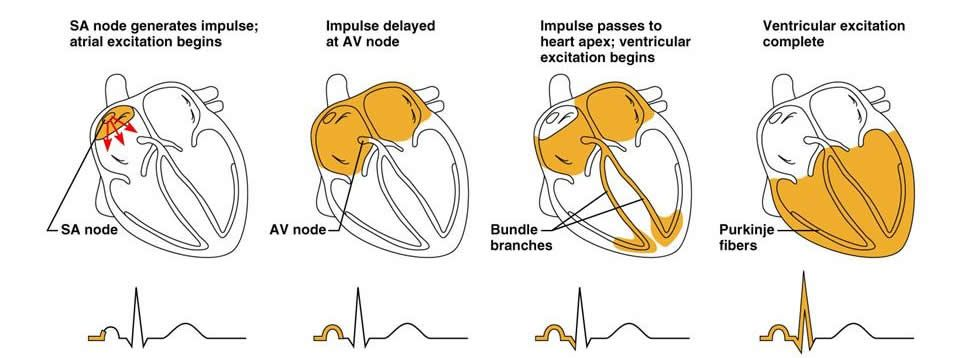 SA node generates impulse;
atrial excitation begins
Impulse delayed
at AV node
Impulse passes to
heart apex; ventricular
excitation begins
Ventricular excitation
complete
SA node
AV node
Bundle
branches
Purkinje
fibers